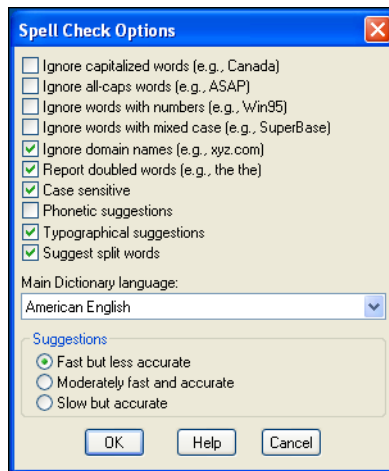 Spell Check Options
Ignore capitalized words (e.g., Canada)
Ignore all-caps words (e.g., ASAP)
Ignore words with numbers (e.g., Win95)
Ignore words with mixed case (e.g., SuperBase)
Ignore domain names (e.g., xyz.com)
Report doubled words (e.g., the the)
Case sensitive
Phonetic suggestions
Typographical suggestions
Suggest split words
Main Dictionary language:
American English
Suggestions
Fast but less accurate
Moderately fast and accurate
Slow but accurate
OK Help Cancel